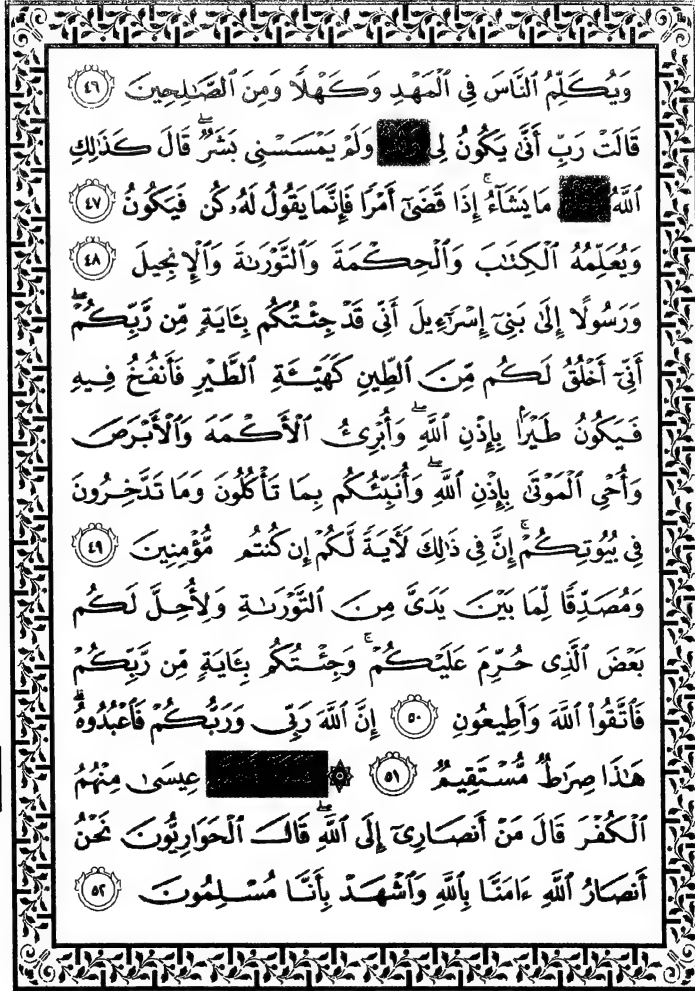 وَيُكَلِّمُ ٱلنَّاسَ فِى ٱلْمَهْدِ وَكَهْلًا وَمِنَ ٱلصَّٰلِحِينَ ٤٦
قَالَتْ رَبِّ أَنَّىٰ يَكُونُ لِى وَلَمْ يَمْسَسْنِى بَشَرٌ ۖ قَالَ كَذَٰلِكِ
ٱللَّهُ مَا يَشَآءُ ۚ إِذَا قَضَىٰٓ أَمْرًا فَإِنَّمَا يَقُولُ لَهُۥ كُن فَيَكُونُ ٤٧
وَيُعَلِّمُهُ ٱلْكِتَٰبَ وَٱلْحِكْمَةَ وَٱلتَّوْرَىٰةَ وَٱلْإِنجِيلَ ٤٨
وَرَسُولًا إِلَىٰ بَنِىٓ إِسْرَٰٓءِيلَ أَنِّى قَدْ جِئْتُكُم بِـَٔايَةٍ مِّن رَّبِّكُمْ ۖ
أَنِّىٓ أَخْلُقُ لَكُم مِّنَ ٱلطِّينِ كَهَيْـَٔةِ ٱلطَّيْرِ فَأَنفُخُ فِيهِ
فَيَكُونُ طَيْرًۢا بِإِذْنِ ٱللَّهِ ۖ وَأُبْرِئُ ٱلْأَكْمَهَ وَٱلْأَبْرَصَ
وَأُحْىِ ٱلْمَوْتَىٰ بِإِذْنِ ٱللَّهِ ۖ وَأُنَبِّئُكُم بِمَا تَأْكُلُونَ وَمَا تَدَّخِرُونَ
فِى بُيُوتِكُمْ ۚ إِنَّ فِى ذَٰلِكَ لَـَٔايَةً لَّكُمْ إِن كُنتُم مُّؤْمِنِينَ ٤٩
وَمُصَدِّقًا لِّمَا بَيْنَ يَدَىَّ مِنَ ٱلتَّوْرَىٰةِ وَلِأُحِلَّ لَكُم
بَعْضَ ٱلَّذِى حُرِّمَ عَلَيْكُمْ ۚ وَجِئْتُكُم بِـَٔايَةٍ مِّن رَّبِّكُمْ
فَٱتَّقُوا۟ ٱللَّهَ وَأَطِيعُونِ ٥٠ إِنَّ ٱللَّهَ رَبِّى وَرَبُّكُمْ فَٱعْبُدُوهُ ۗ
هَٰذَا صِرَٰطٌ مُّسْتَقِيمٌ ٥١ ۞ عِيسَىٰ مِنْهُمُ
ٱلْكُفْرَ قَالَ مَنْ أَنصَارِىٓ إِلَى ٱللَّهِ ۖ قَالَ ٱلْحَوَارِيُّونَ نَحْنُ
أَنصَارُ ٱللَّهِ ءَامَنَّا بِٱللَّهِ وَٱشْهَدْ بِأَنَّا مُسْلِمُونَ ٥٢